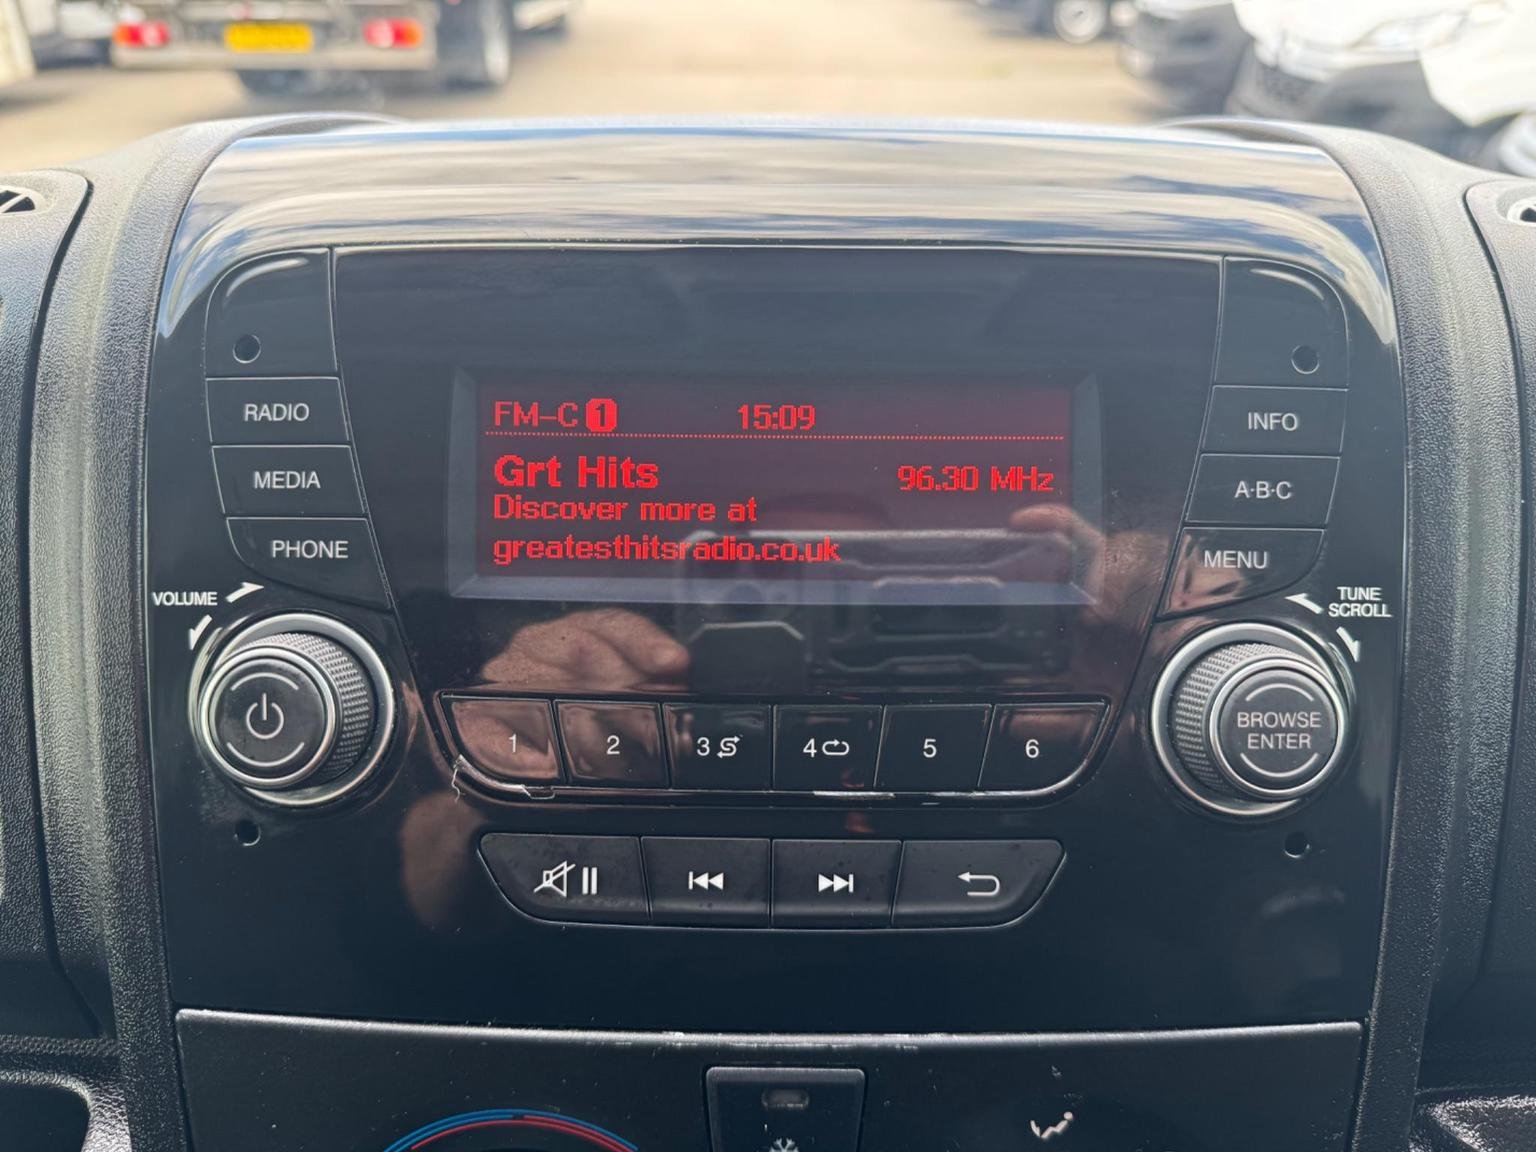 FM-C 1 15:09
Grt Hits 96.30 MHz
Discover more at
greatesthitsradio.co.uk
RADIO
MEDIA
PHONE
INFO
A·B·C
MENU
VOLUME
TUNE
SCROLL
BROWSE
ENTER
1 2 3 4 5 6